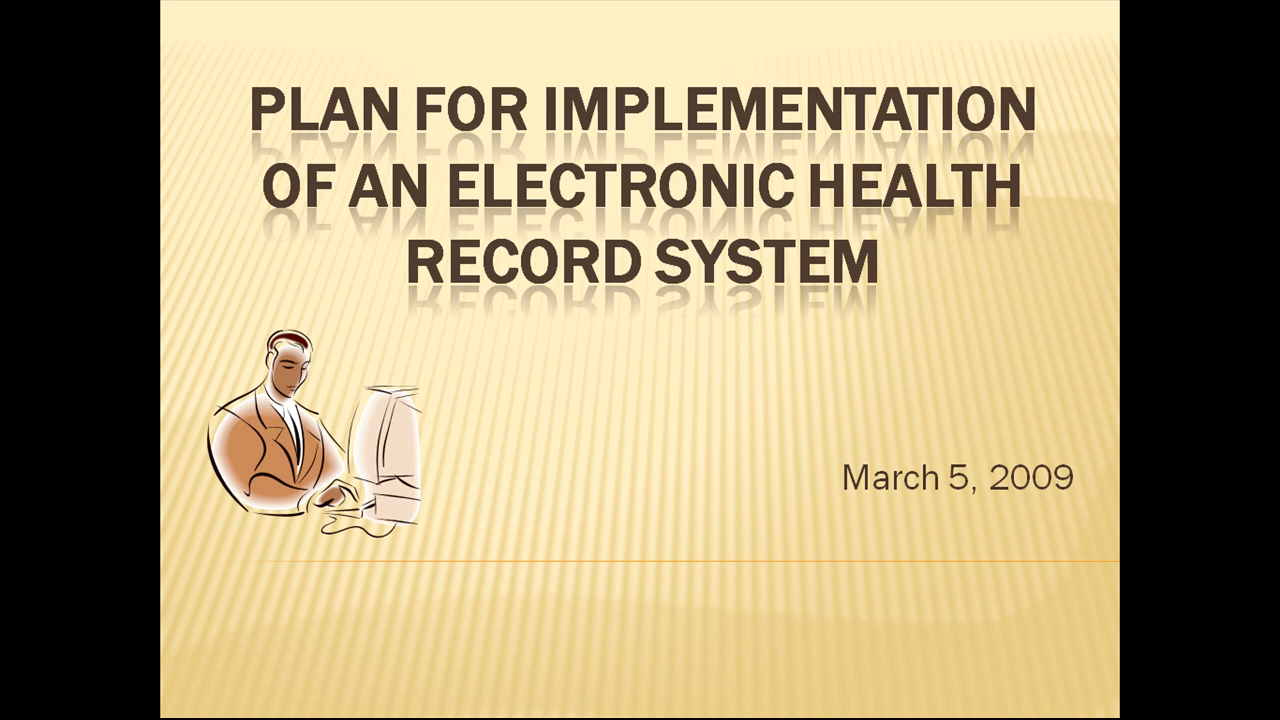 PLAN FOR IMPLEMENTATION
OF AN ELECTRONIC HEALTH
RECORD SYSTEM
March 5, 2009